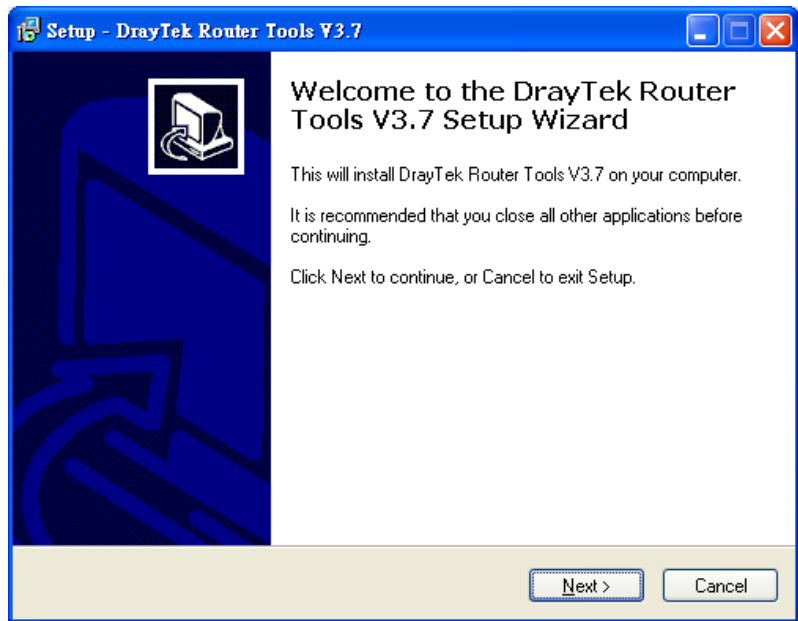 Setup - DrayTek Router Tools V3.7
Welcome to the DrayTek Router
Tools V3.7 Setup Wizard
This will install DrayTek Router Tools V3.7 on your computer.
It is recommended that you close all other applications before
continuing.
Click Next to continue, or Cancel to exit Setup.
Next >
Cancel